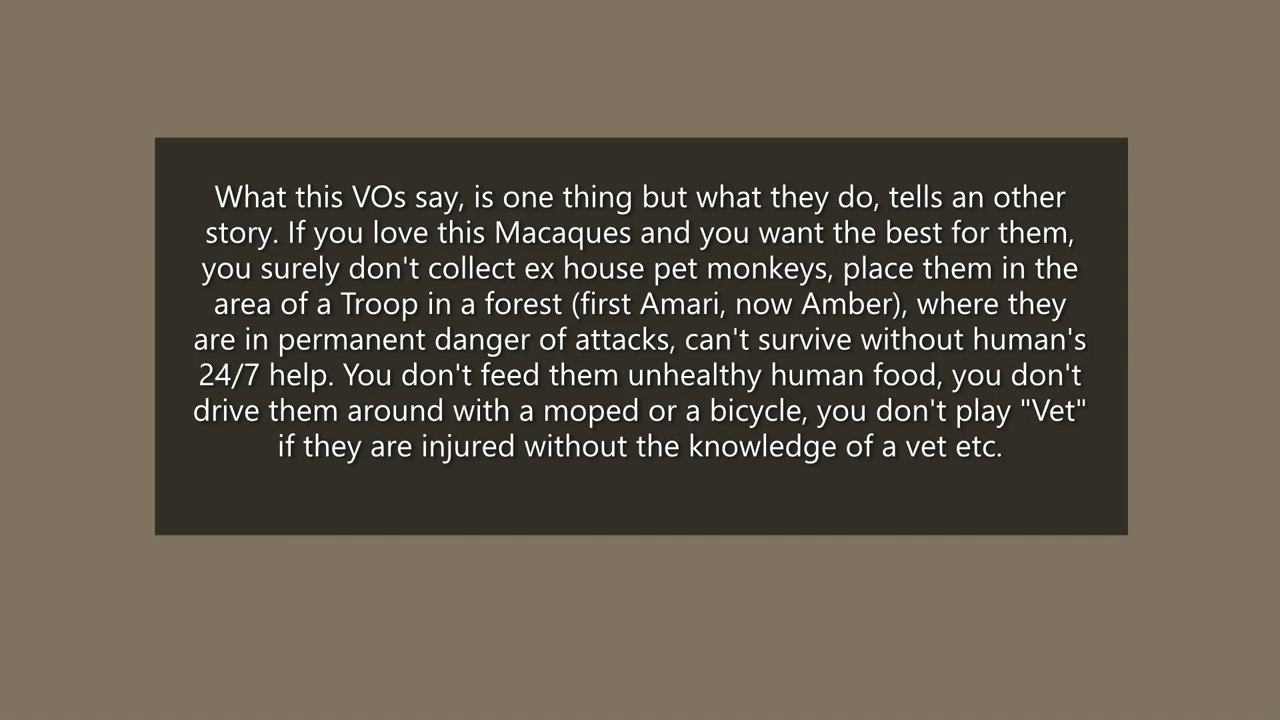 What this VOs say, is one thing but what they do, tells an other
story. If you love this Macaques and you want the best for them,
you surely don't collect ex house pet monkeys, place them in the
area of a Troop in a forest (first Amari, now Amber), where they
are in permanent danger of attacks, can't survive without human's
24/7 help. You don't feed them unhealthy human food, you don't
drive them around with a moped or a bicycle, you don't play "Vet"
if they are injured without the knowledge of a vet etc.